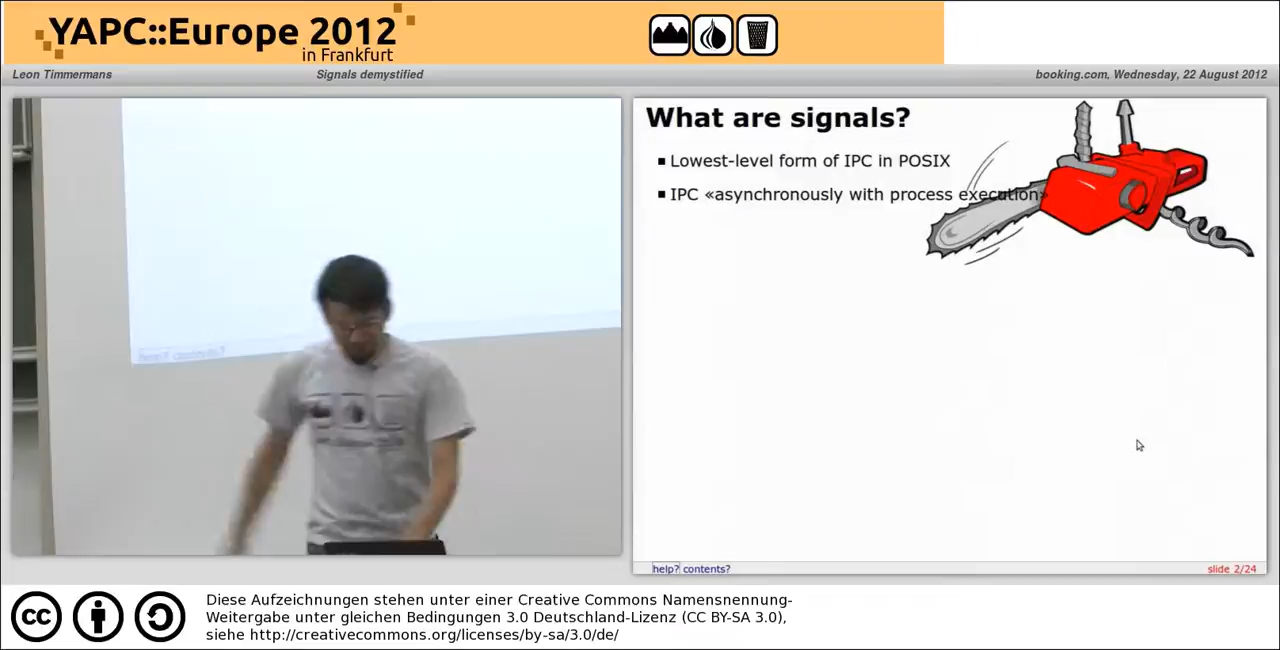 YAPC::Europe 2012
in Frankfurt
Leon Timmermans
Signals demystified
booking.com, Wednesday, 22 August 2012
What are signals?
Lowest-level form of IPC in POSIX
IPC «asynchronously with process execution»
help? contents?
help? contents?
slide 2/24
Diese Aufzeichnungen stehen unter einer Creative Commons Namensnennung-
Weitergabe unter gleichen Bedingungen 3.0 Deutschland-Lizenz (CC BY-SA 3.0),
siehe http://creativecommons.org/licenses/by-sa/3.0/de/
cc